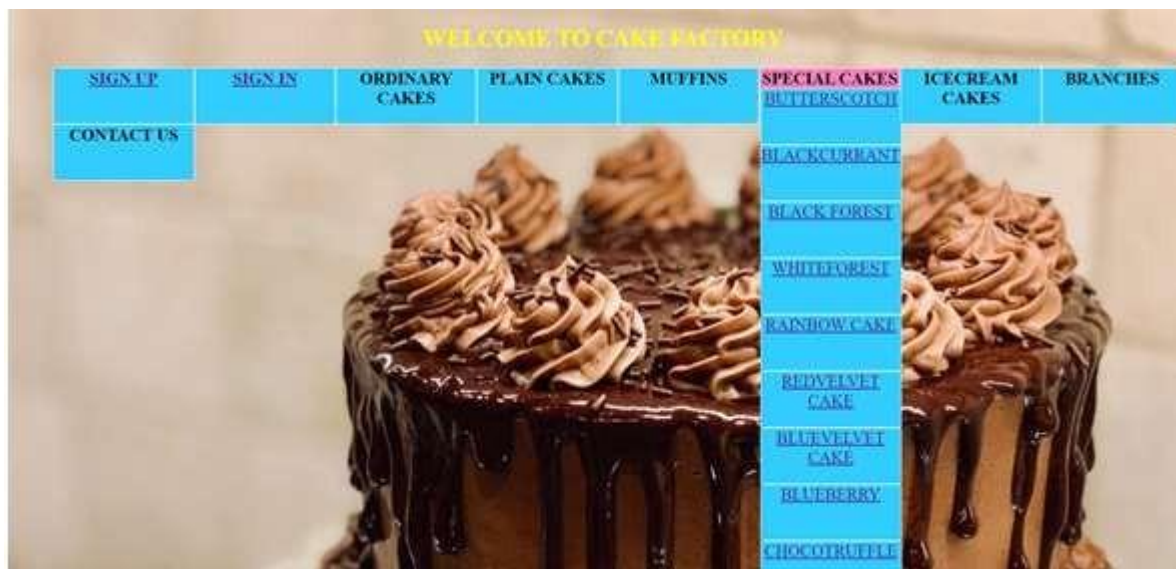 WELCOME TO CAKE FACTORY
SIGN UP
SIGN IN
ORDINARY
CAKES
PLAIN CAKES
MUFFINS
SPECIAL CAKES
BUTTERSCOTCH
BLACKCURRANT
BLACK FOREST
WHITEFOREST
RAINBOW CAKE
REDVELVET
CAKE
BLUEVELVET
CAKE
BLUEBERRY
CHOCOTRUFFLE
ICECREAM
CAKES
BRANCHES
CONTACT US